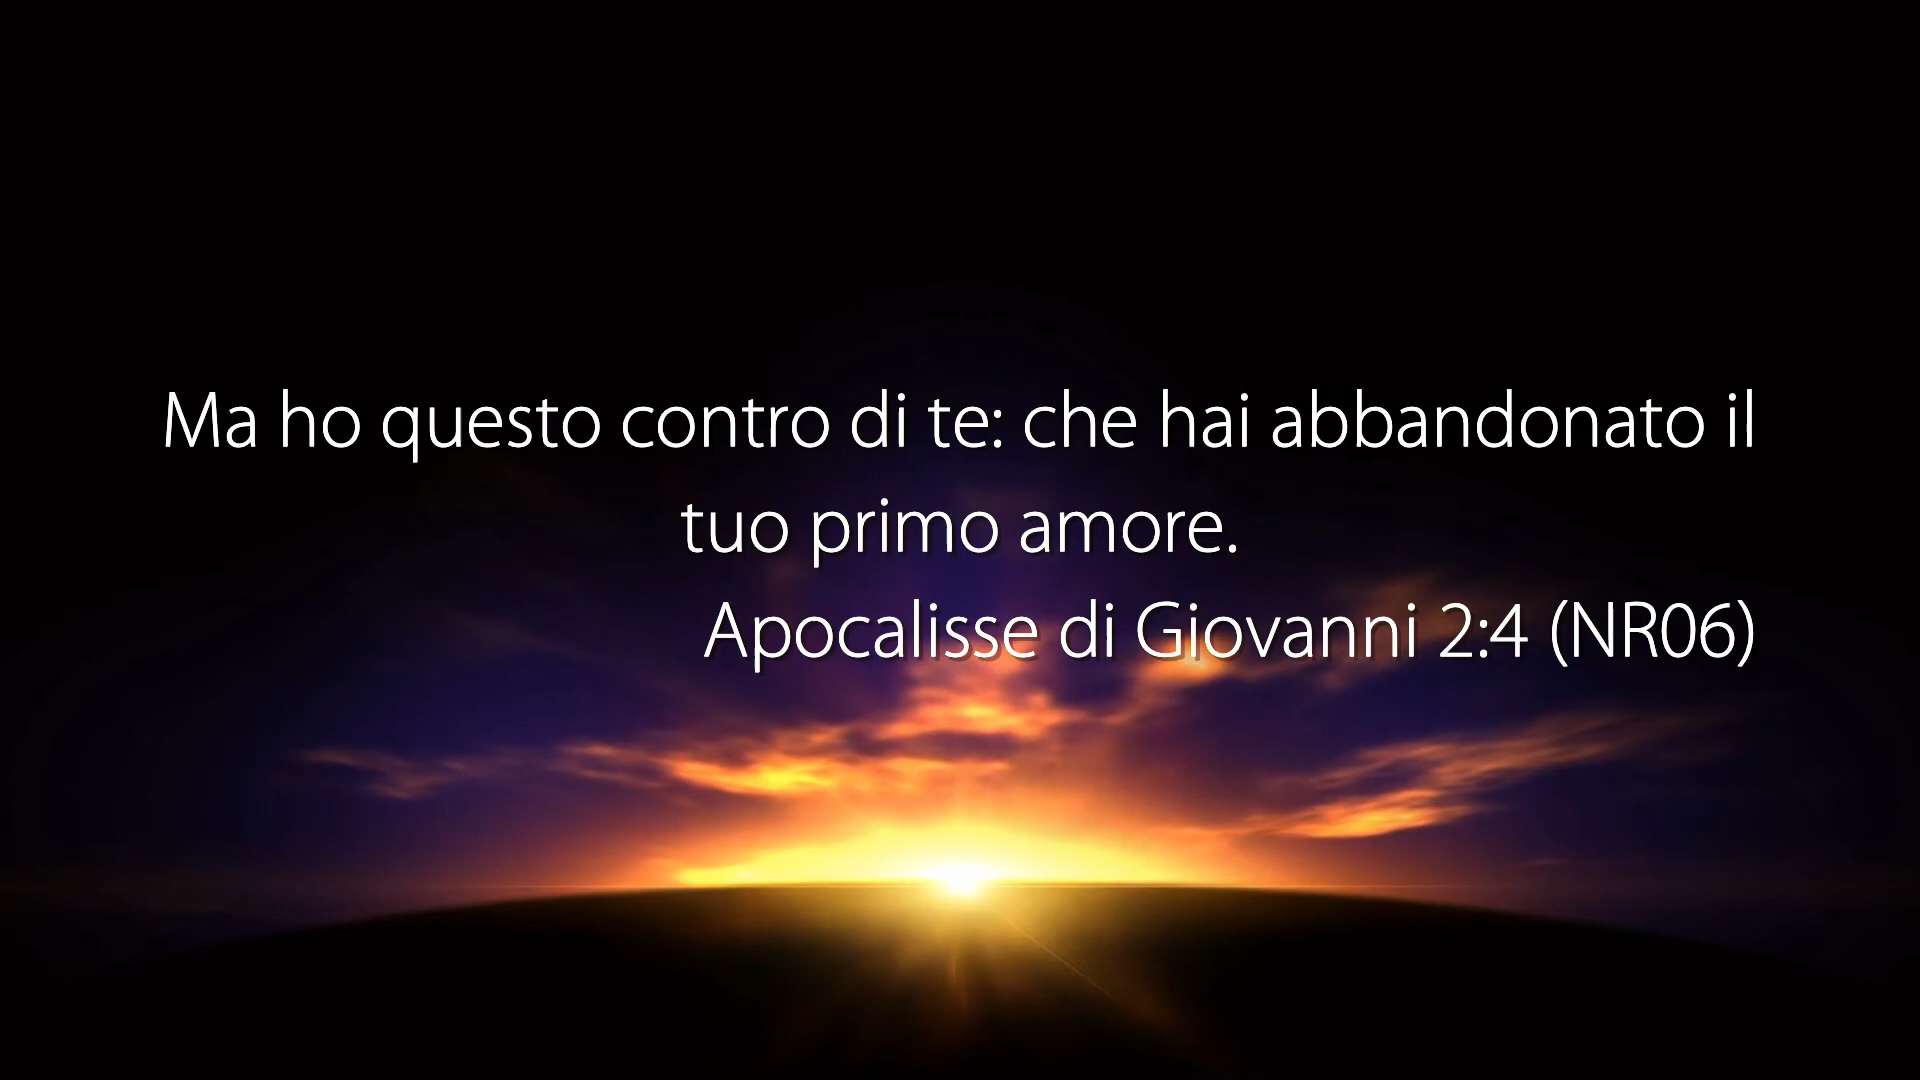 Ma ho questo contro di te: che hai abbandonato il
tuo primo amore.
Apocalisse di Giovanni 2:4 (NR06)